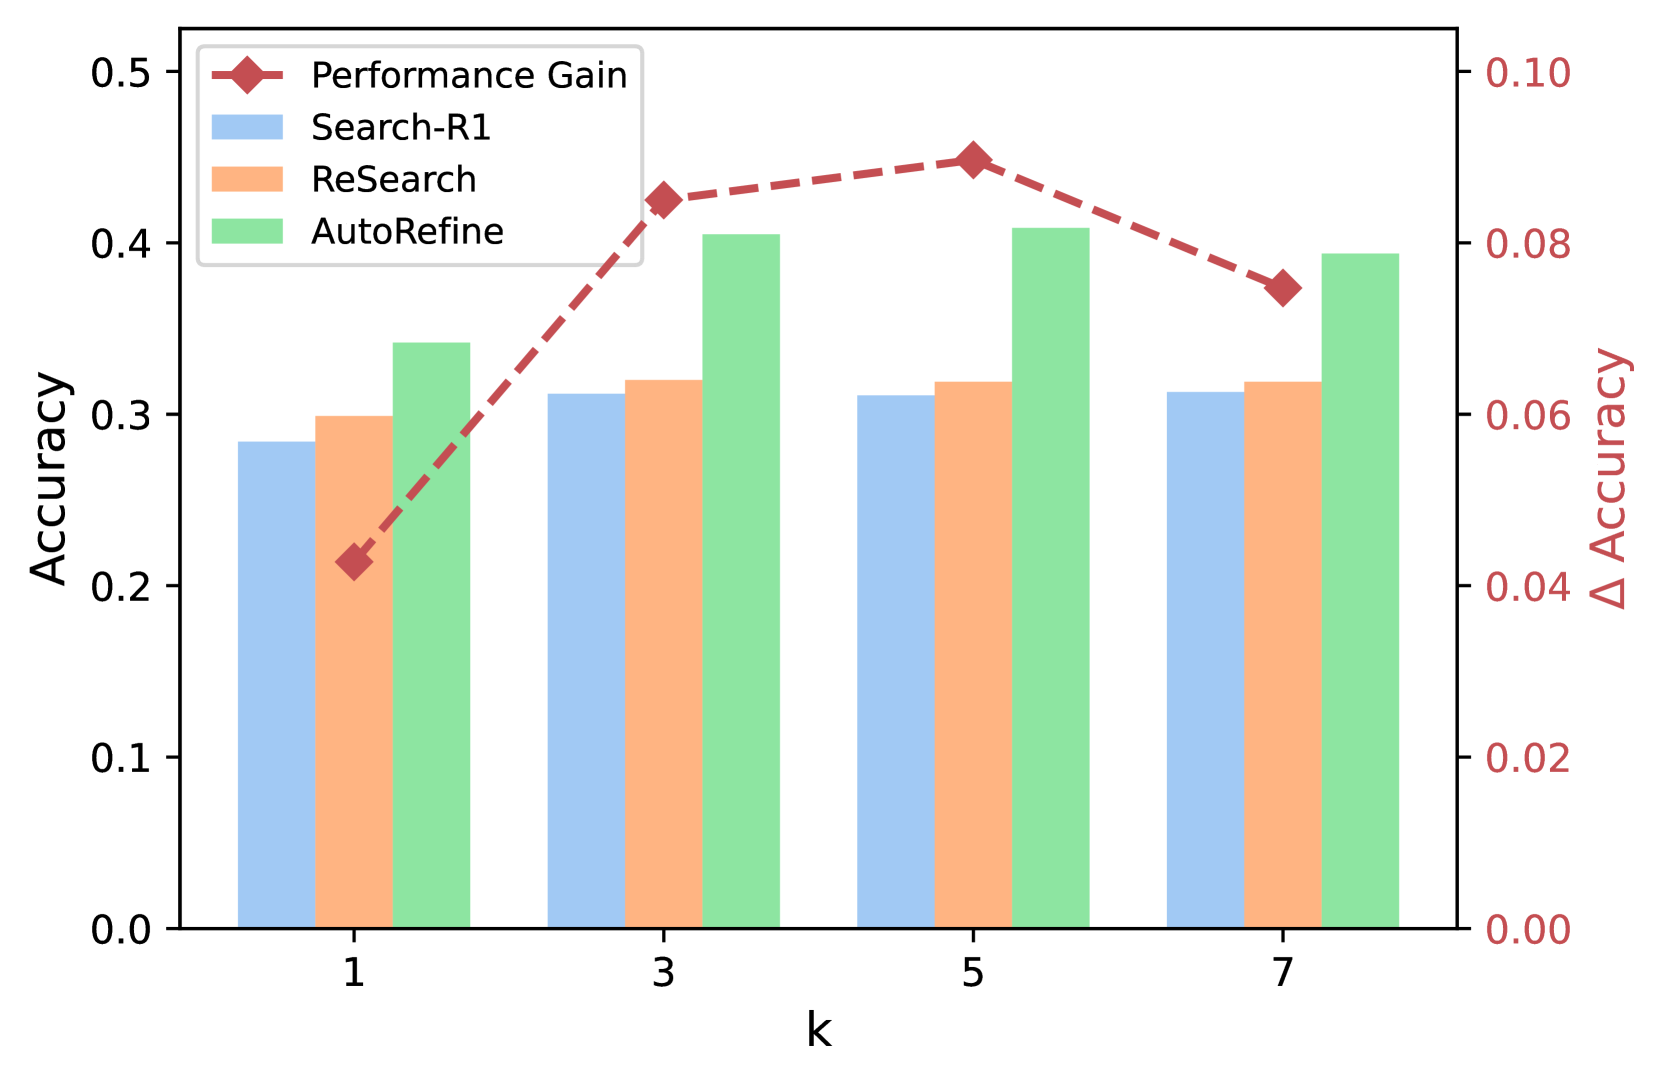 Performance Gain
Search-R1
ReSearch
AutoRefine
0.5
0.4
0.3
0.2
0.1
0.0
Accuracy
0.10
0.08
0.06
0.04
0.02
0.00
Δ Accuracy
1 3 5 7
k